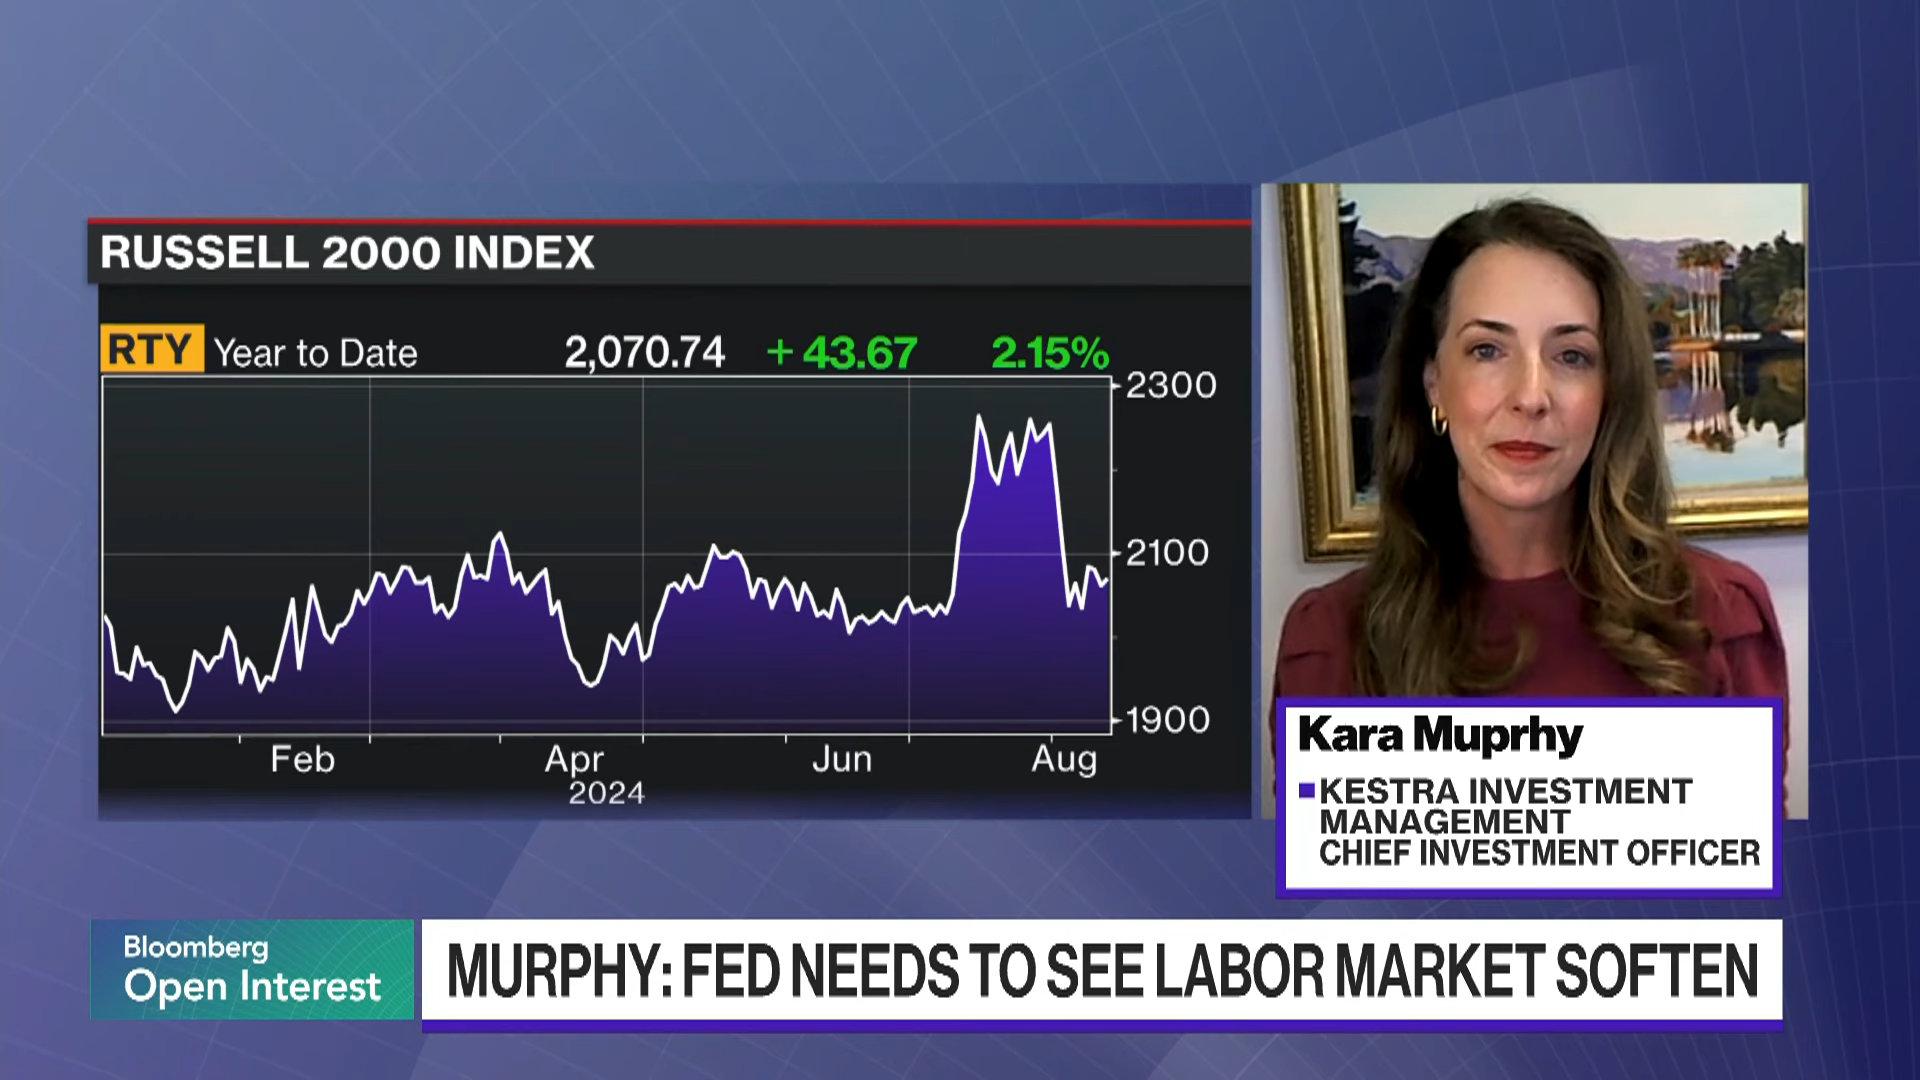 RUSSELL 2000 INDEX
RTY Year to Date 2,070.74 + 43.67 2.15%
2300
2100
1900
Feb Apr Jun Aug
2024
Kara Muprhy
KESTRA INVESTMENT
MANAGEMENT
CHIEF INVESTMENT OFFICER
Bloomberg
Open Interest
MURPHY: FED NEEDS TO SEE LABOR MARKET SOFTEN